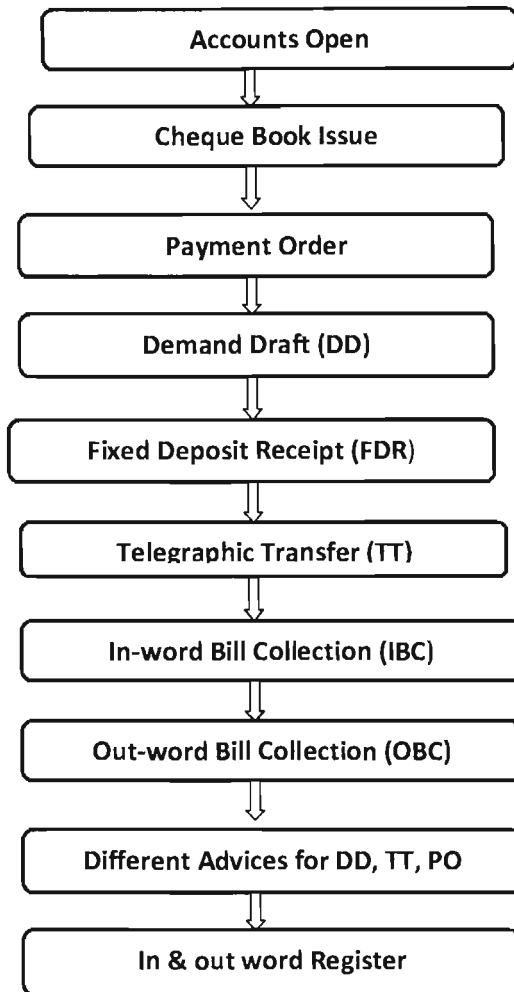 Accounts Open
Cheque Book Issue
Payment Order
Demand Draft (DD)
Fixed Deposit Receipt (FDR)
Telegraphic Transfer (TT)
In-word Bill Collection (IBC)
Out-word Bill Collection (OBC)
Different Advices for DD, TT, PO
In & out word Register